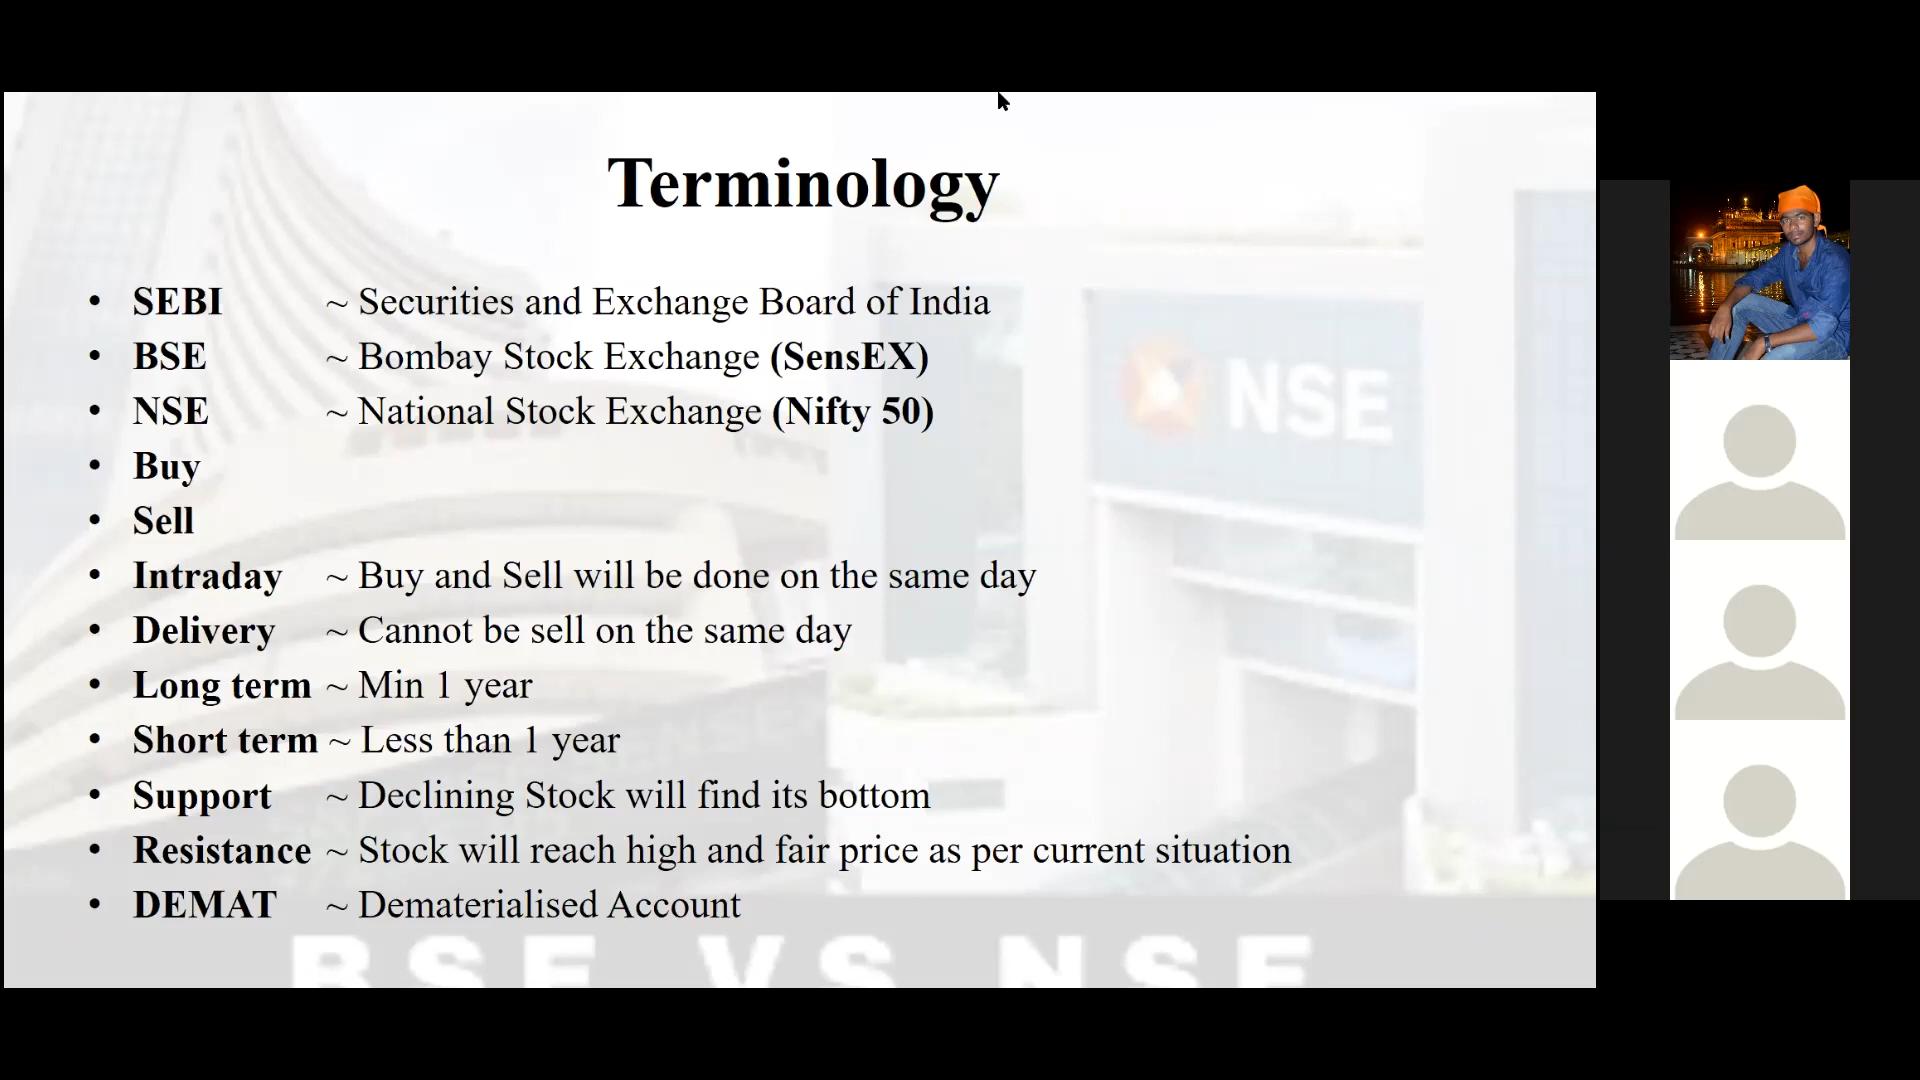 Terminology
• SEBI ~ Securities and Exchange Board of India
• BSE ~ Bombay Stock Exchange (SensEX)
• NSE ~ National Stock Exchange (Nifty 50)
• Buy
• Sell
• Intraday ~ Buy and Sell will be done on the same day
• Delivery ~ Cannot be sell on the same day
• Long term ~ Min 1 year
• Short term ~ Less than 1 year
• Support ~ Declining Stock will find its bottom
• Resistance ~ Stock will reach high and fair price as per current situation
• DEMAT ~ Dematerialised Account
NSE
BSE VS NSE